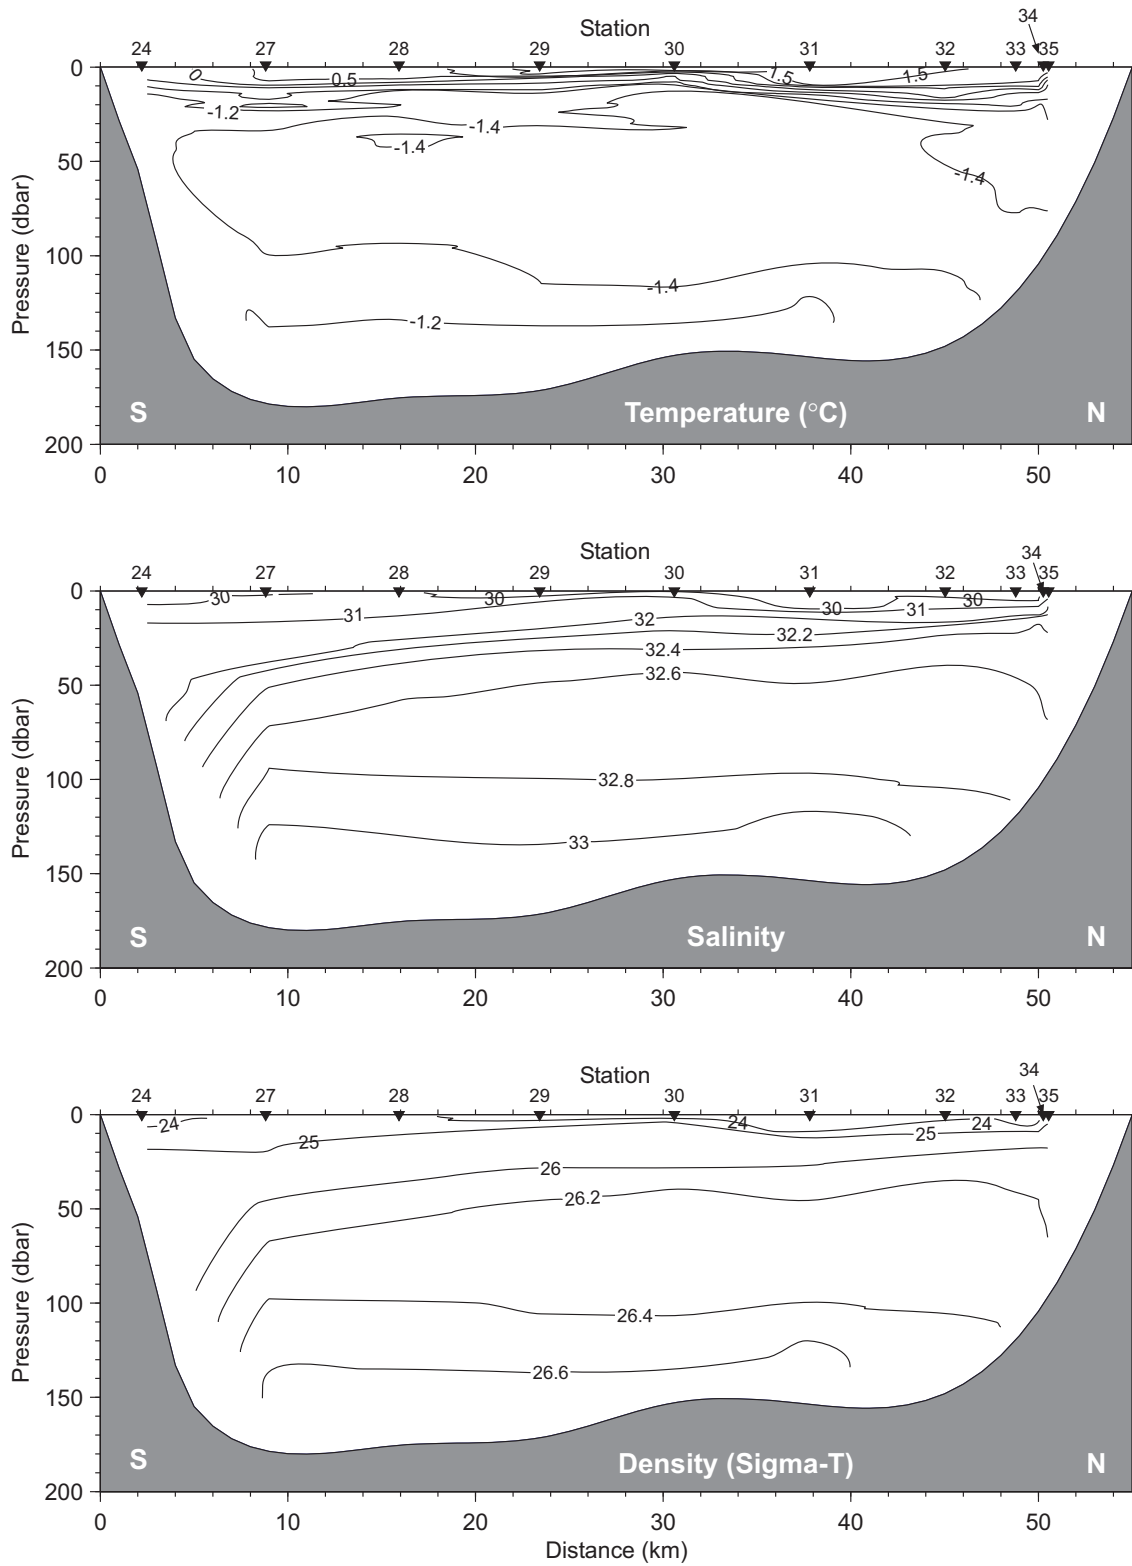 Station
34
24 27 28 29 30 31 32 33 35
0
0 0.5 1.5 1.5
-1.2
-1.4
-1.4
50
-1.4
100
-1.4
-1.2
150
200
Pressure (dbar)
S Temperature (°C) N
0 10 20 30 40 50
Station
34
24 27 28 29 30 31 32 33 35
0
30 30 30 30
31 31
32
32.2
32.4
32.6
50
100
32.8
33
150
200
Pressure (dbar)
S Salinity N
0 10 20 30 40 50
Station
34
24 27 28 29 30 31 32 33 35
0
24 24 24
25 25
26
26.2
50
100
26.4
26.6
150
200
Pressure (dbar)
S Density (Sigma-T) N
0 10 20 30 40 50
Distance (km)